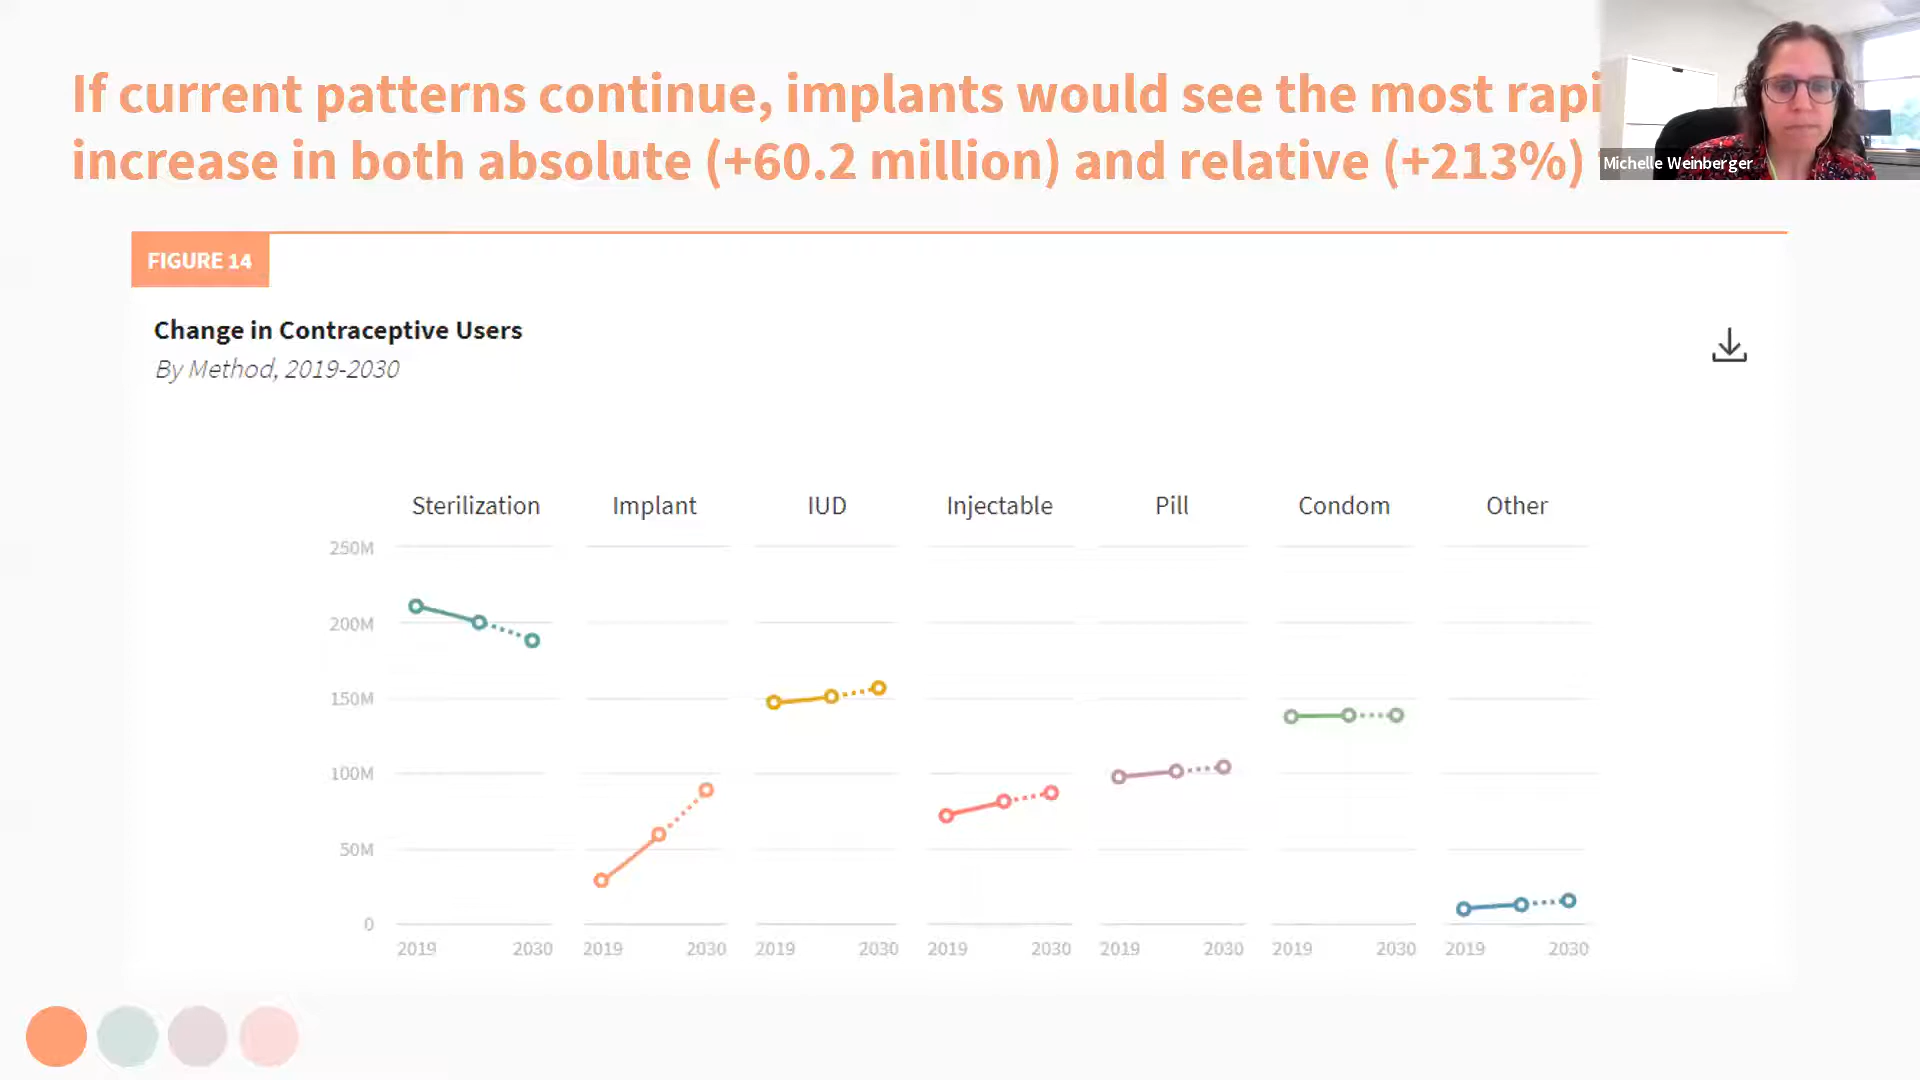 If current patterns continue, implants would see the most rapi
increase in both absolute (+60.2 million) and relative (+213%)
Michelle Weinberger
FIGURE 14
Change in Contraceptive Users
By Method, 2019-2030
Sterilization Implant IUD Injectable Pill Condom Other
250M
200M
150M
100M
50M
0
2019 2030 2019 2030 2019 2030 2019 2030 2019 2030 2019 2030 2019 2030